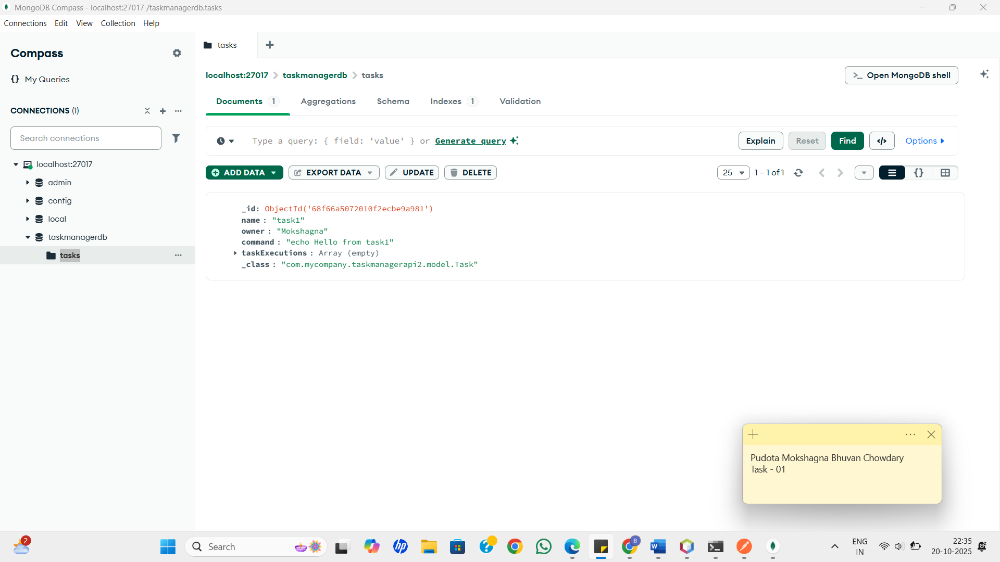 MongoDB Compass - localhost:27017 /taskmanagerdb.tasks
Connections Edit View Collection Help
Compass
tasks
{} My Queries
localhost:27017 > taskmanagerdb > tasks
>_ Open MongoDB shell
Documents 1 Aggregations Schema Indexes 1 Validation
CONNECTIONS (1)
Search connections
Type a query: { field: 'value' } or Generate query
Explain Reset Find </> Options
localhost:27017
admin
config
local
taskmanagerdb
tasks
ADD DATA EXPORT DATA UPDATE DELETE
25 1 – 1 of 1 {}
_id: ObjectId('68f66a5072010f2ecbe9a981')
name : "task1"
owner : "Mokshagna"
command : "echo Hello from task1"
taskExecutions : Array (empty)
_class : "com.mycompany.taskmanagerapi2.model.Task"
Pudota Mokshagna Bhuvan Chowdary
Task - 01
2
Search
hp
B
W
ENG
IN
22:35
20-10-2025